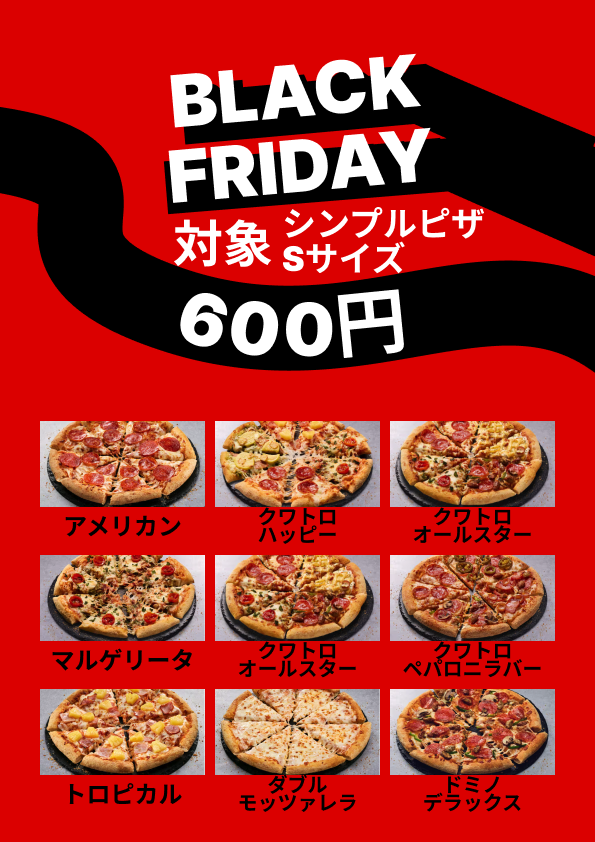 BLACK
FRIDAY
対象 シンプルピザ
Sサイズ
600円
アメリカン
クワトロ
ハッピー
クワトロ
オールスター
マルゲリータ
クワトロ
オールスター
クワトロ
ペパロニラバー
トロピカル
ダブル
モッツァレラ
ドミノ
デラックス